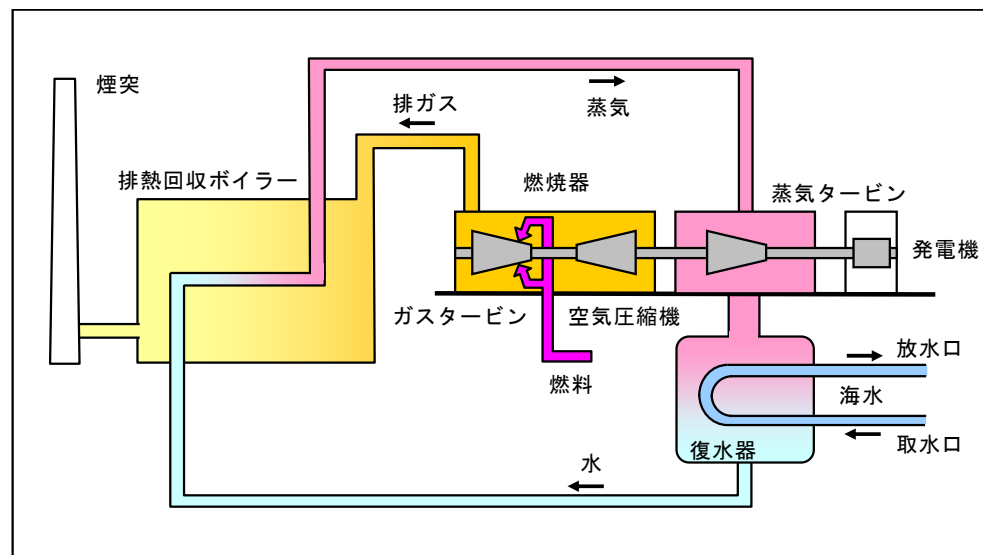 煙突
蒸気
排ガス
排熱回収ボイラー
燃焼器
蒸気タービン
発電機
ガスタービン
空気圧縮機
燃料
放水口
海水
取水口
復水器
水